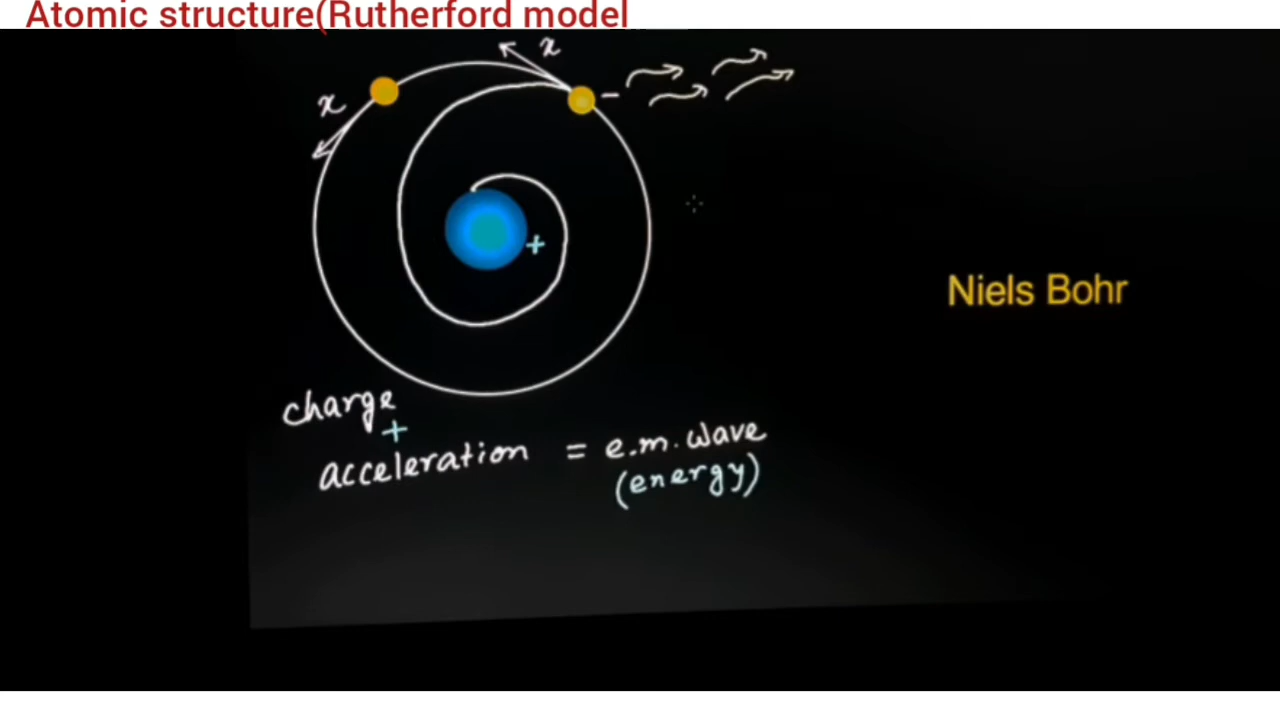 Atomic structure(Rutherford model
x
x
-
+
Niels Bohr
charge
+
acceleration = e.m. wave
(energy)